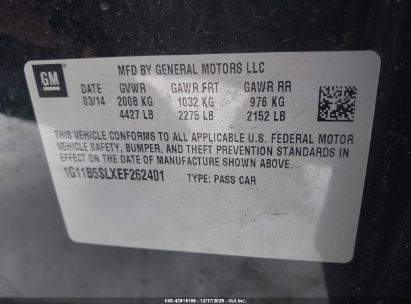 GM
MFD BY GENERAL MOTORS LLC
DATE GVWR GAWR FRT GAWR RR
03/14 2008 KG 1032 KG 976 KG
4427 LB 2275 LB 2152 LB
THIS VEHICLE CONFORMS TO ALL APPLICABLE U.S. FEDERAL MOTOR
VEHICLE SAFETY, BUMPER, AND THEFT PREVENTION STANDARDS IN
EFFECT ON THE DATE OF MANUFACTURE SHOWN ABOVE.
1G11B5SLXEF262401 TYPE: PASS CAR